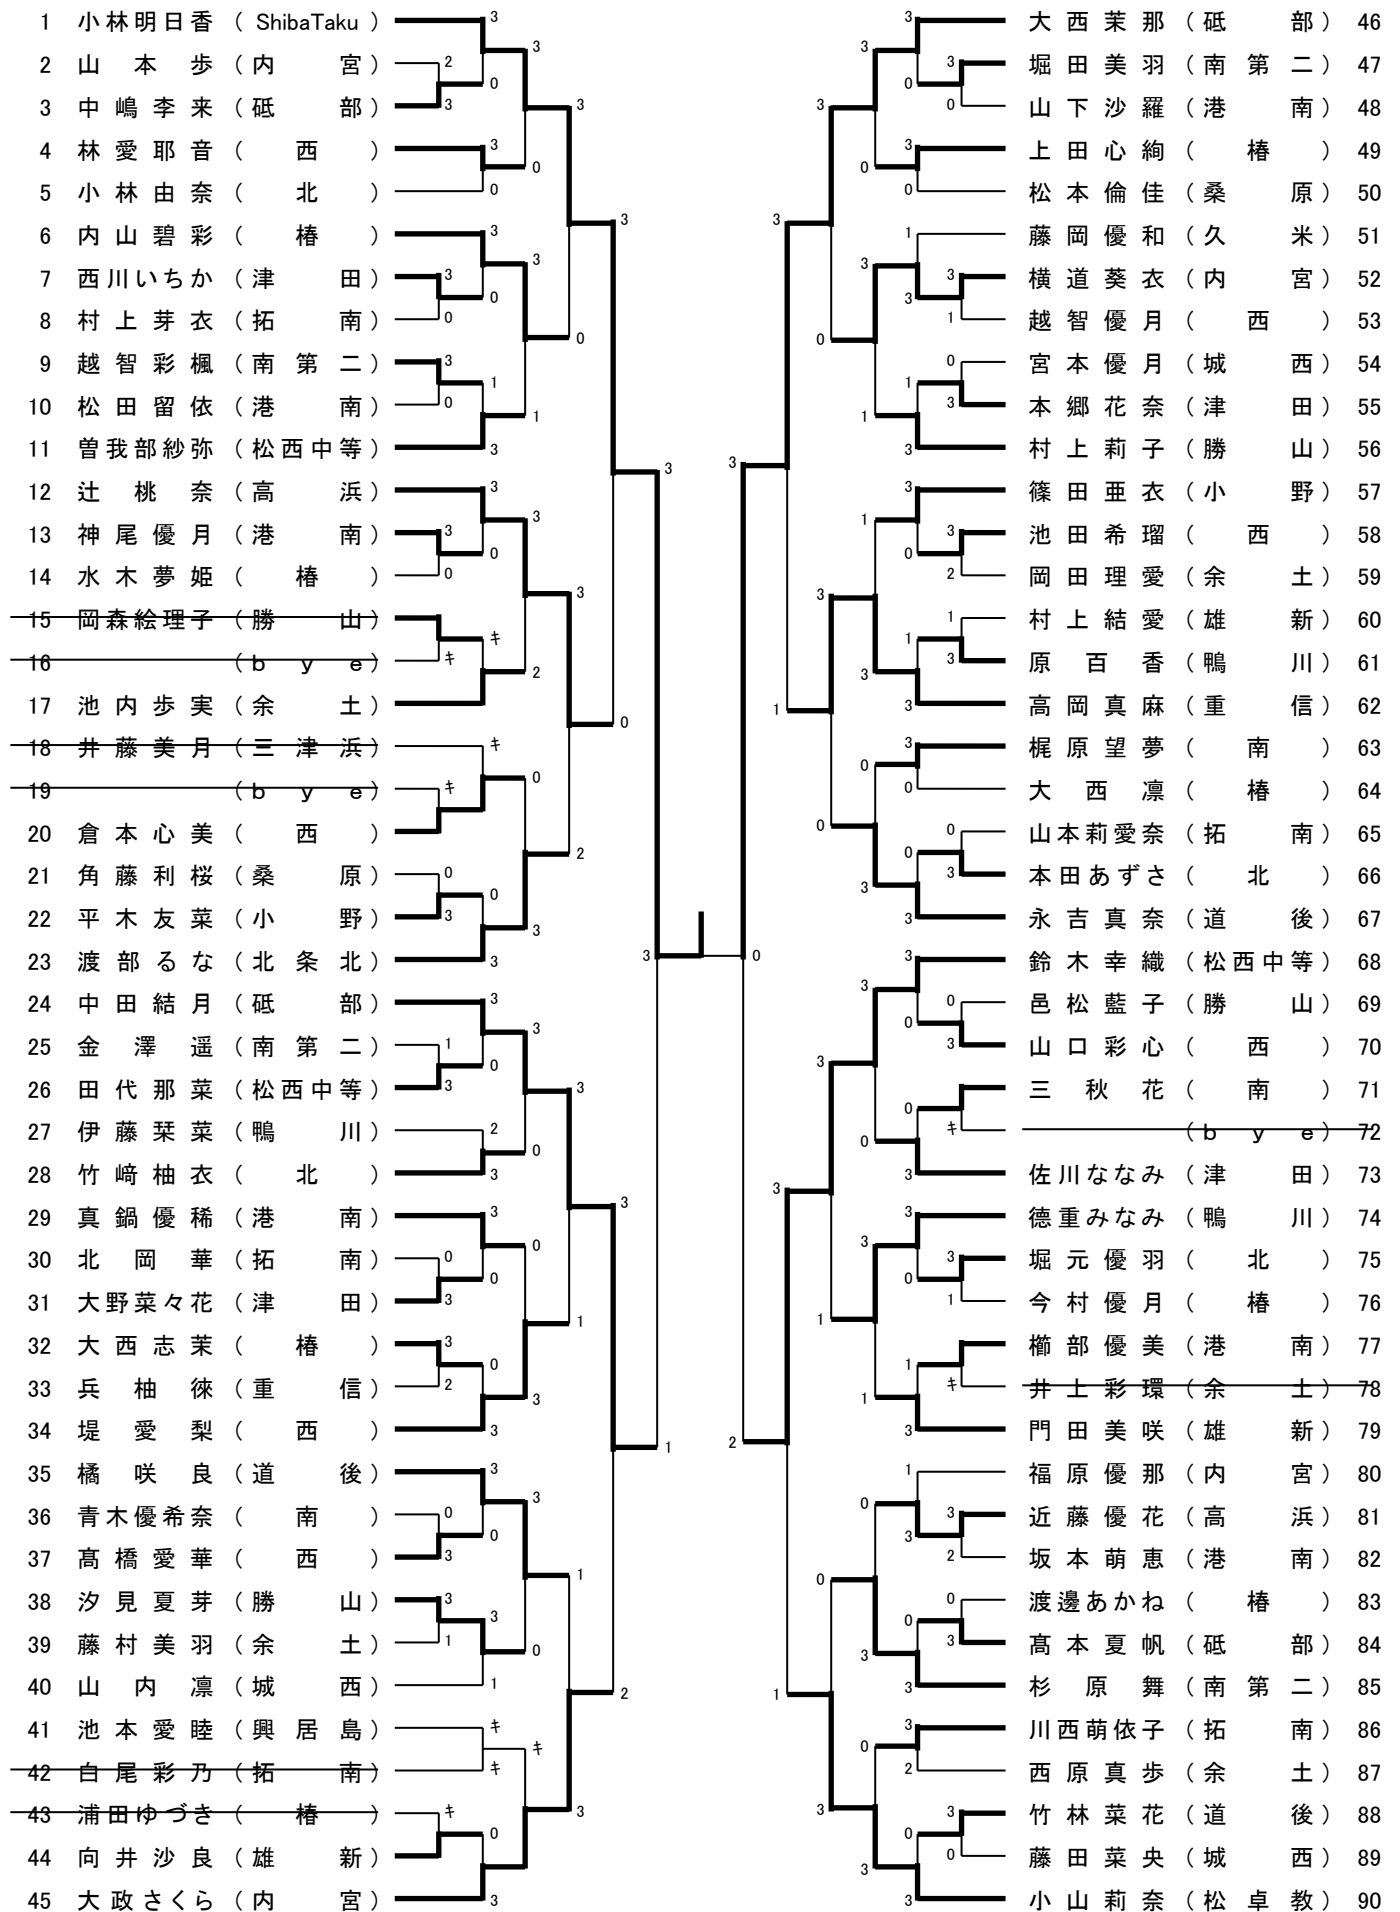 1 小林明日香 ( ShibaTaku )
2 山本歩 (内宮)
3 中嶋李来 (砥部)
4 林愛耶音 (西)
5 小林由奈 (北)
6 内山碧彩 (椿)
7 西川いちか (津田)
8 村上芽衣 (拓南)
9 越智彩楓 (南第二)
10 松田留依 (港南)
11 曽我部紗弥 (松西中等)
12 辻桃奈 (高浜)
13 神尾優月 (港南)
14 水木夢姫 (椿)
15 岡森絵理子 (勝山)
16 (bye)
17 池内歩実 (余土)
18 井藤美月 (三津浜)
19 (bye)
20 倉本心美 (西)
21 角藤利桜 (桑原)
22 平木友菜 (小野)
23 渡部るな (北条北)
24 中田結月 (砥部)
25 金澤遥 (南第二)
26 田代那菜 (松西中等)
27 伊藤栞菜 (鴨川)
28 竹﨑柚衣 (北)
29 真鍋優稀 (港南)
30 北岡華 (拓南)
31 大野菜々花 (津田)
32 大西志茉 (椿)
33 兵柚徠 (重信)
34 堤愛梨 (西)
35 橘咲良 (道後)
36 青木優希奈 (南)
37 髙橋愛華 (西)
38 汐見夏芽 (勝山)
39 藤村美羽 (余土)
40 山内凛 (城西)
41 池本愛睦 (興居島)
42 白尾彩乃 (拓南)
43 浦田ゆづき (椿)
44 向井沙良 (雄新)
45 大政さくら (内宮)
大西茉那 (砥部) 46
堀田美羽 (南第二) 47
山下沙羅 (港南) 48
上田心絢 (椿) 49
松本倫佳 (桑原) 50
藤岡優和 (久米) 51
横道葵衣 (内宮) 52
越智優月 (西) 53
宮本優月 (城西) 54
本郷花奈 (津田) 55
村上莉子 (勝山) 56
篠田亜衣 (小野) 57
池田希瑠 (西) 58
岡田理愛 (余土) 59
村上結愛 (雄新) 60
原百香 (鴨川) 61
高岡真麻 (重信) 62
梶原望夢 (南) 63
大西凛 (椿) 64
山本莉愛奈 (拓南) 65
本田あずさ (北) 66
永吉真奈 (道後) 67
鈴木幸織 (松西中等) 68
邑松藍子 (勝山) 69
山口彩心 (西) 70
三秋花 (南) 71
(bye) 72
佐川ななみ (津田) 73
德重みなみ (鴨川) 74
堀元優羽 (北) 75
今村優月 (椿) 76
櫛部優美 (港南) 77
井上彩環 (余土) 78
門田美咲 (雄新) 79
福原優那 (内宮) 80
近藤優花 (高浜) 81
坂本萌恵 (港南) 82
渡邊あかね (椿) 83
髙本夏帆 (砥部) 84
杉原舞 (南第二) 85
川西萌依子 (拓南) 86
西原真歩 (余土) 87
竹林菜花 (道後) 88
藤田菜央 (城西) 89
小山莉奈 (松卓教) 90